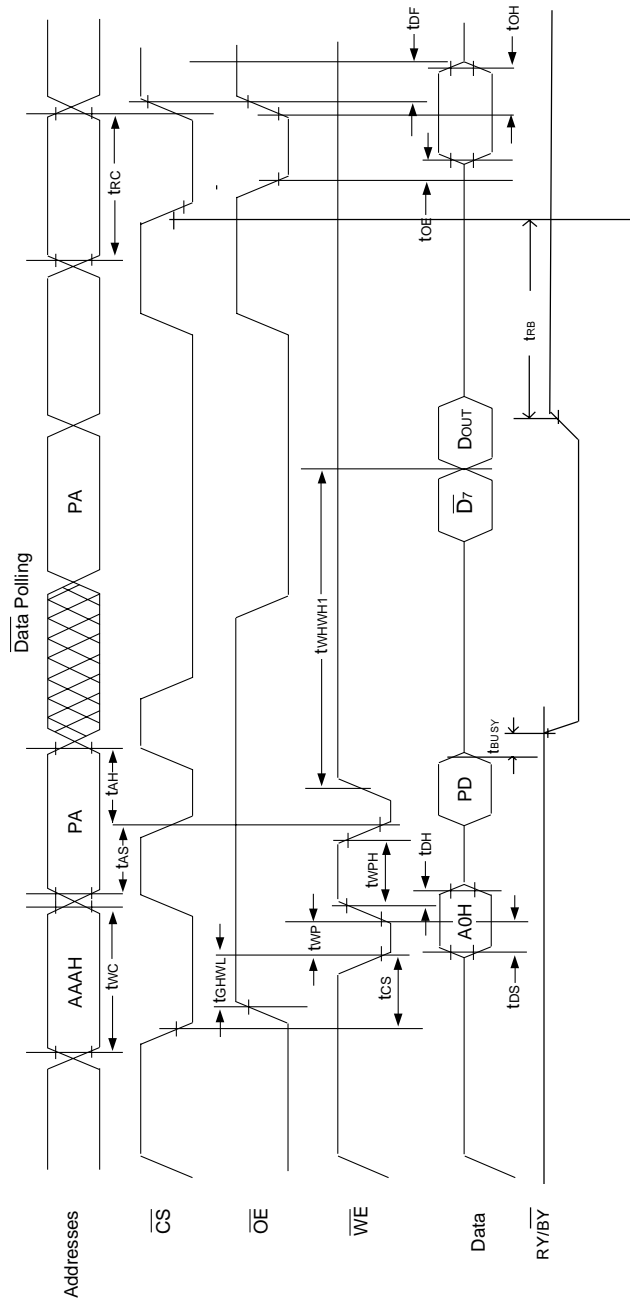 Data Polling
Addresses
AAAH
PA
PA
tWC
tAS
tAH
tRC
CS
OE
tGHWL
WE
tWP
tCS
tWPH
tWHWH1
tDH
tOE
tDF
Data
A0H
PD
D7
DOUT
tDS
tBUSY
tOH
RY/BY
tRB